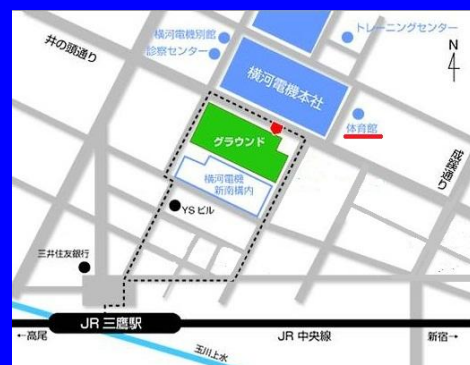 井の頭通り
横河電機別館
診察センター
トレーニングセンター
N
4
横河電機本社
体育館
グラウンド
成蹊通り
横河電機
新南構内
YSビル
三井住友銀行
JR 三鷹駅
←高尾
JR 中央線
新宿→
玉川上水